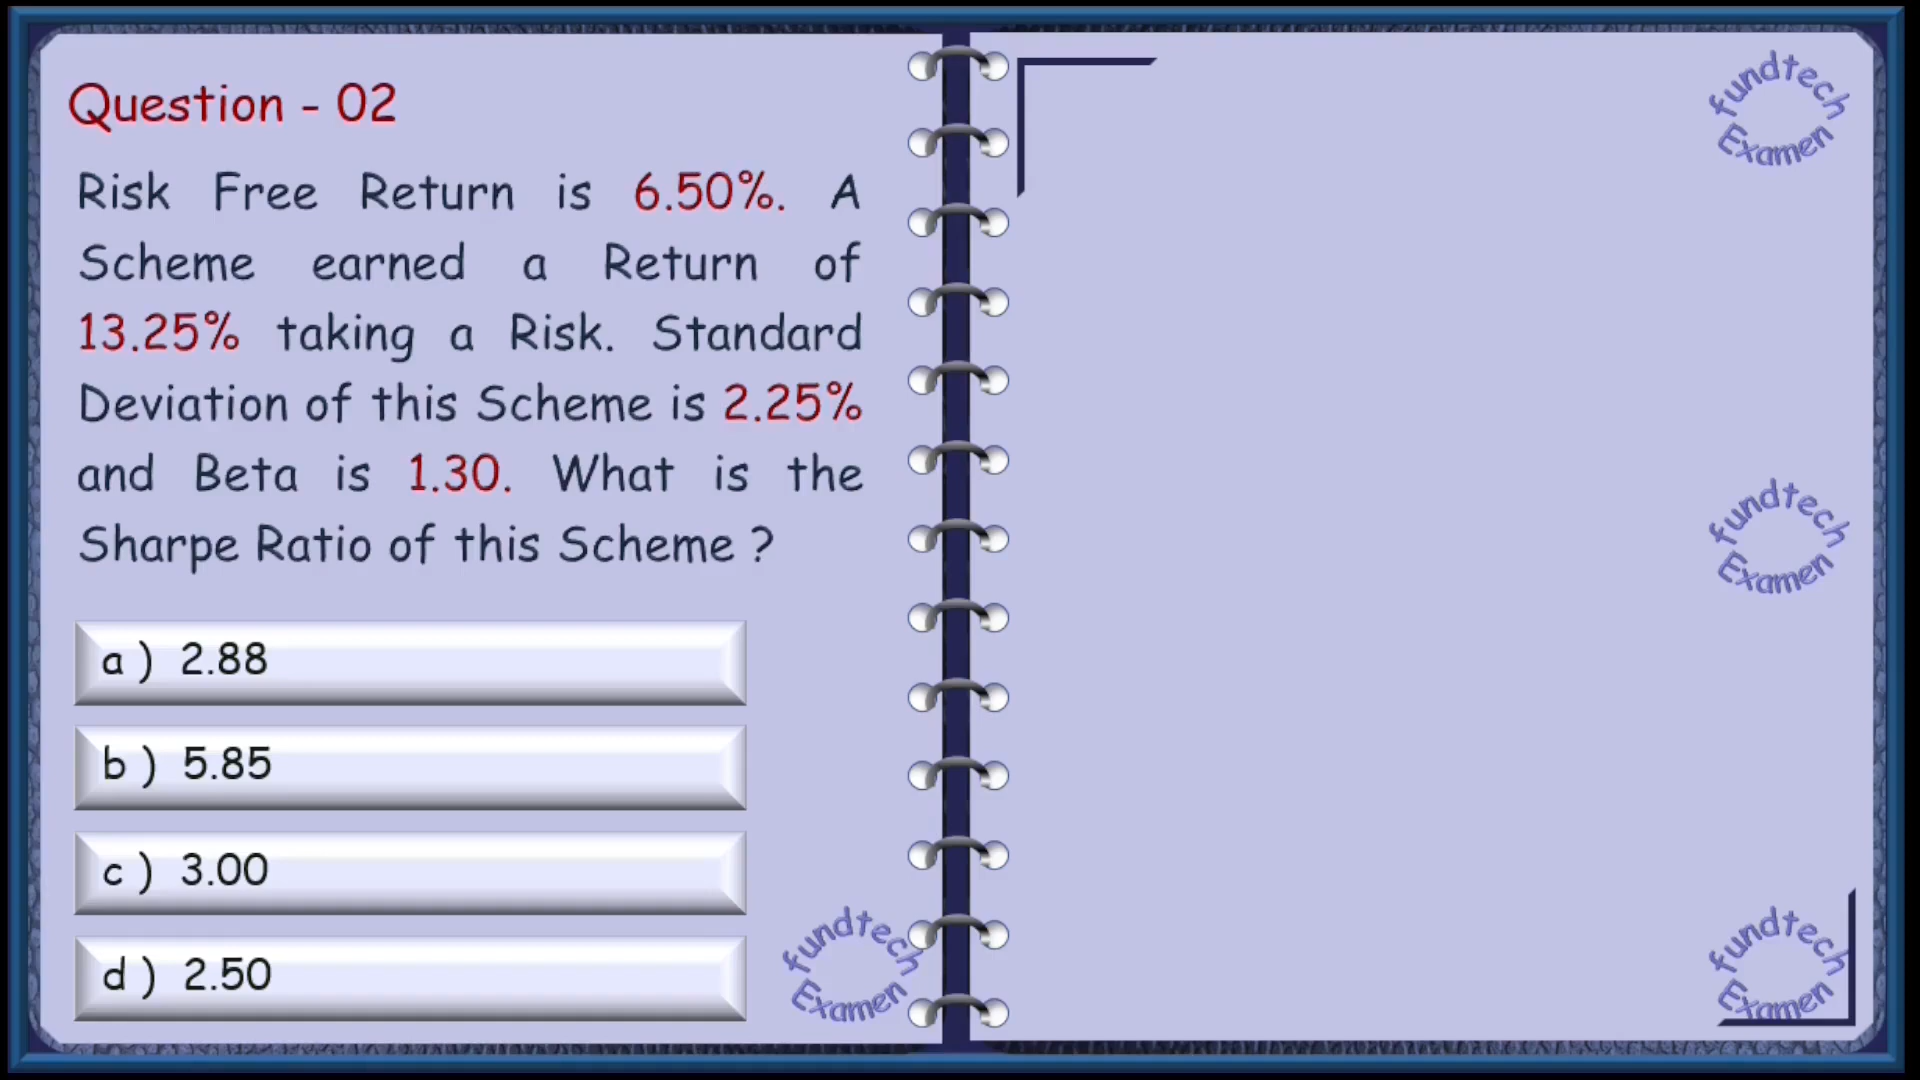 Question - 02
Risk Free Return is 6.50%. A
Scheme earned a Return of
13.25% taking a Risk. Standard
Deviation of this Scheme is 2.25%
and Beta is 1.30. What is the
Sharpe Ratio of this Scheme ?
a ) 2.88
b ) 5.85
c ) 3.00
d ) 2.50
fundtech
Examen
fundtech
Examen
fundtech
Examen
fundtech
Examen